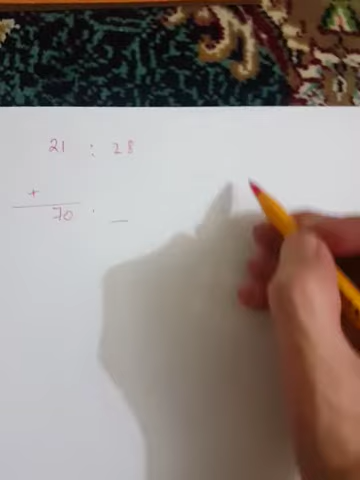 21 : 28
+
70 : _